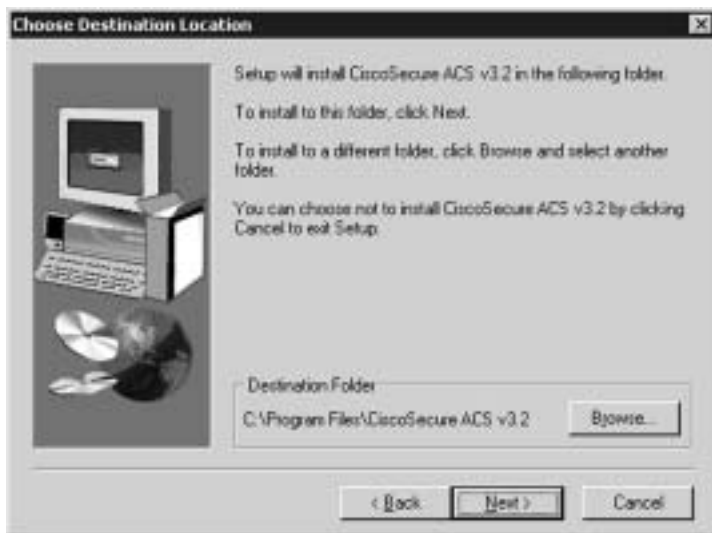 Choose Destination Location
Setup will install CiscoSecure ACS v3.2 in the following folder.
To install to this folder, click Next.
To install to a different folder, click Browse and select another
folder.
You can choose not to install CiscoSecure ACS v3.2 by clicking
Cancel to exit Setup.
Destination Folder
C:\Program Files\CiscoSecure ACS v3.2
Browse...
< Back
Next >
Cancel